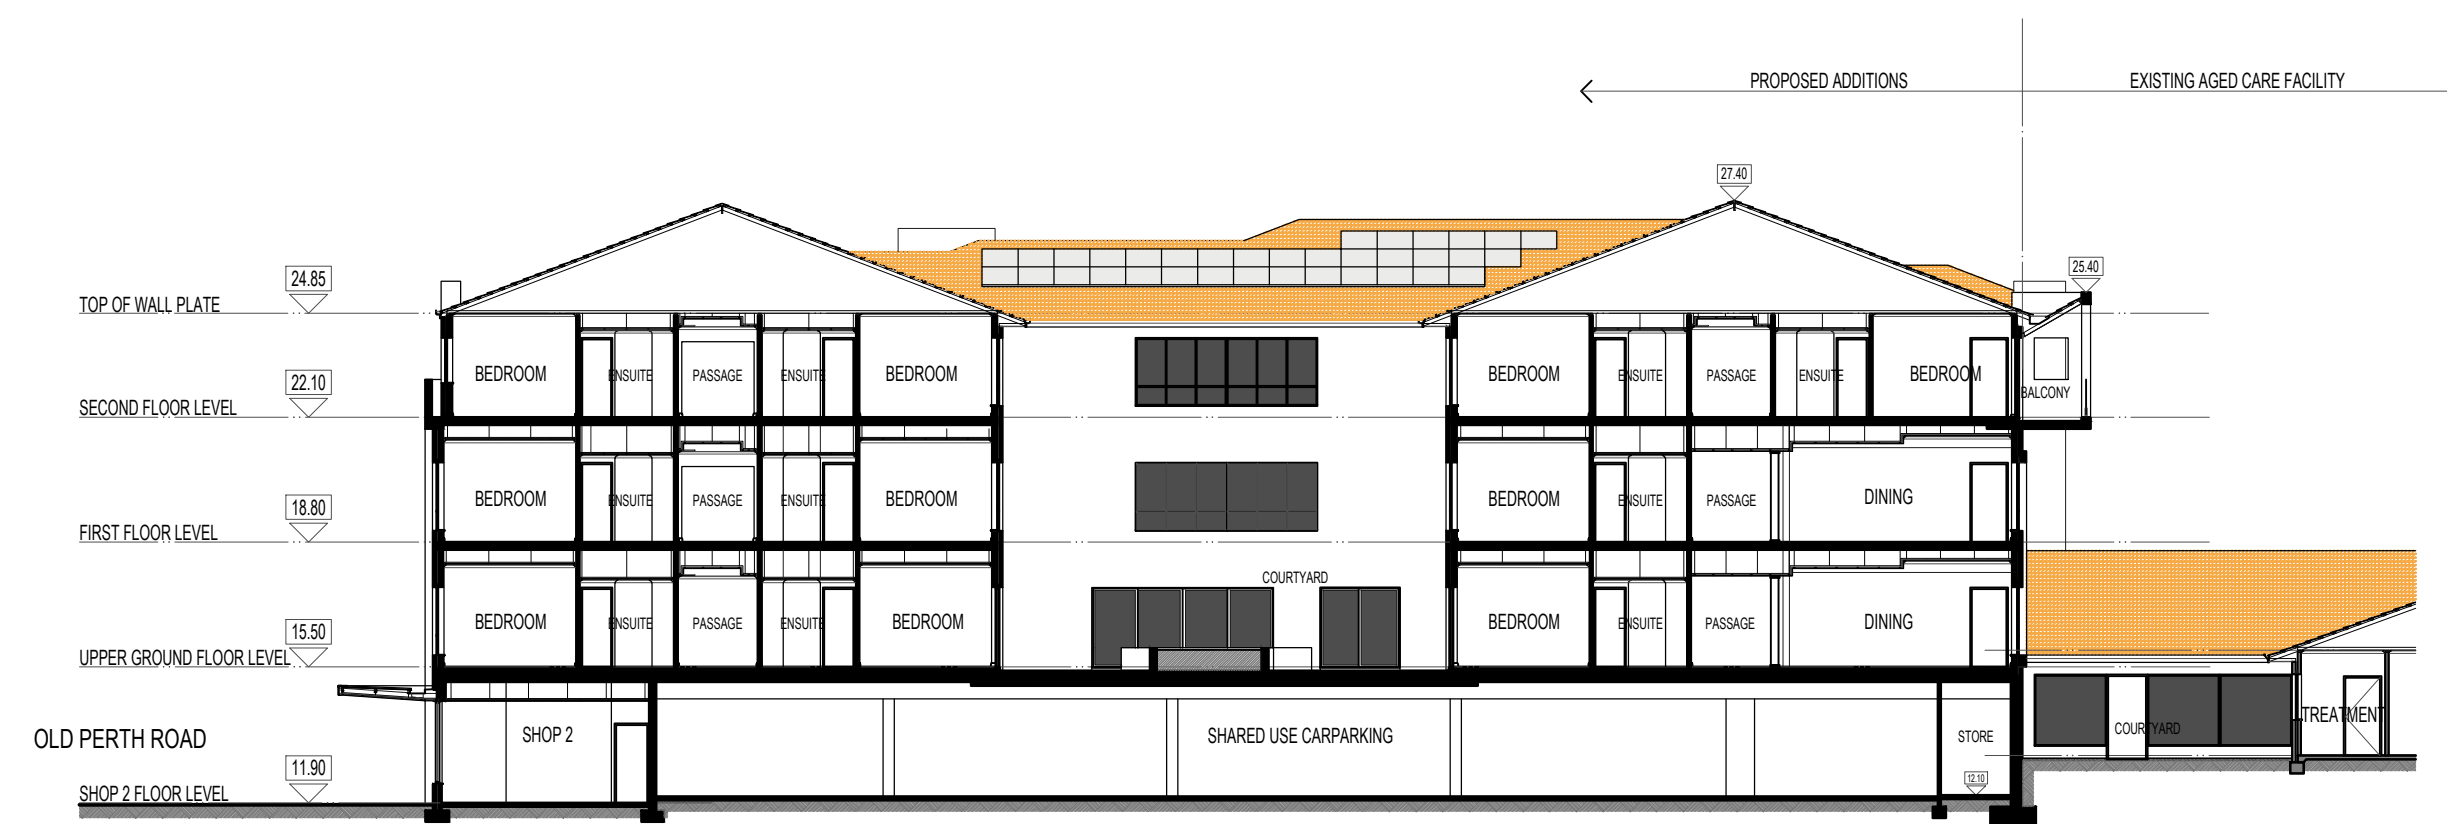 PROPOSED ADDITIONS
EXISTING AGED CARE FACILITY
27.40
25.40
24.85
TOP OF WALL PLATE
22.10
SECOND FLOOR LEVEL
BEDROOM
ENSUITE
PASSAGE
ENSUITE
BEDROOM
BEDROOM
ENSUITE
PASSAGE
ENSUITE
BEDROOM
BALCONY
18.80
FIRST FLOOR LEVEL
BEDROOM
ENSUITE
PASSAGE
ENSUITE
BEDROOM
BEDROOM
ENSUITE
PASSAGE
DINING
COURTYARD
15.50
UPPER GROUND FLOOR LEVEL
BEDROOM
ENSUITE
PASSAGE
ENSUITE
BEDROOM
BEDROOM
ENSUITE
PASSAGE
DINING
OLD PERTH ROAD
SHOP 2
SHARED USE CARPARKING
STORE
COURTYARD
TREATMENT
11.90
12.10
SHOP 2 FLOOR LEVEL